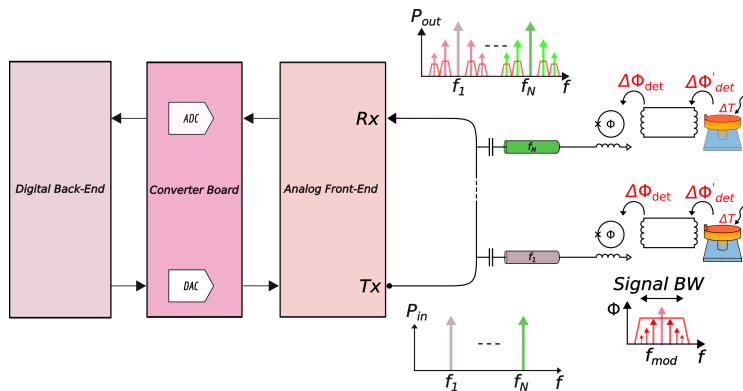 P_out
f_1
f_N
f
ΔΦ_det
ΔΦ'_det
ΔT
Φ
ADC
Rx
f_N
Digital Back-End
Converter Board
Analog Front-End
ΔΦ_det
ΔΦ'_det
ΔT
Φ
f_1
DAC
Tx
Signal BW
P_in
Φ
f_1
f_N
f
f_mod
f